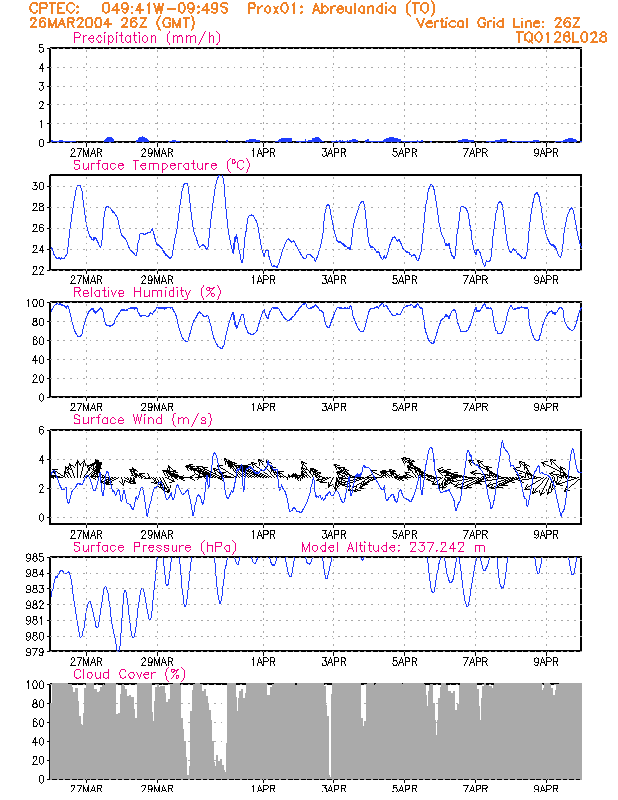 CPTEC: 049:41W-09:49S Prox01: Abreulandia (TO)
26MAR2004 26Z (GMT) Vertical Grid Line: 26Z
Precipitation (mm/h) TQ0126L028
5
4
3
2
1
0
27MAR 29MAR 1APR 3APR 5APR 7APR 9APR
Surface Temperature (°C)
30
28
26
24
22
27MAR 29MAR 1APR 3APR 5APR 7APR 9APR
Relative Humidity (%)
100
80
60
40
20
0
27MAR 29MAR 1APR 3APR 5APR 7APR 9APR
Surface Wind (m/s)
6
4
2
0
27MAR 29MAR 1APR 3APR 5APR 7APR 9APR
Surface Pressure (hPa) Model Altitude: 237.242 m
985
984
983
982
981
980
979
27MAR 29MAR 1APR 3APR 5APR 7APR 9APR
Cloud Cover (%)
100
80
60
40
20
0
27MAR 29MAR 1APR 3APR 5APR 7APR 9APR